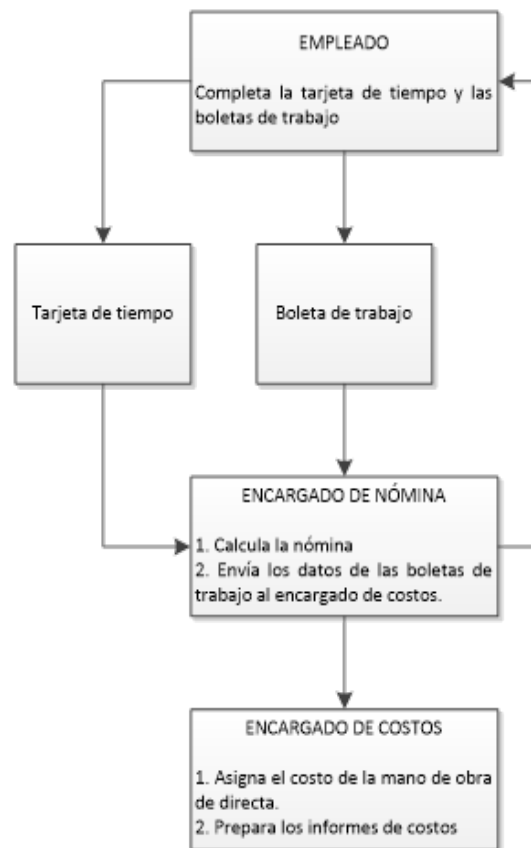 EMPLEADO
Completa la tarjeta de tiempo y las
boletas de trabajo
Tarjeta de tiempo
Boleta de trabajo
ENCARGADO DE NÓMINA
1. Calcula la nómina
2. Envía los datos de las boletas de
trabajo al encargado de costos.
ENCARGADO DE COSTOS
1. Asigna el costo de la mano de obra
de directa.
2. Prepara los informes de costos